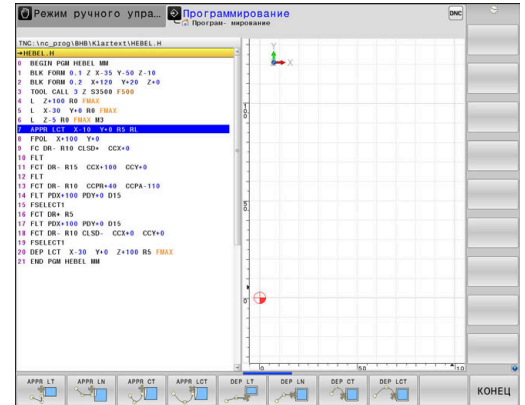 Режим ручного упра…
Программирование
Програм- мирование
DNC
TNC:\nc_prog\BHB\Klartext\HEBEL.H
→HEBEL.H
0 BEGIN PGM HEBEL MM
1 BLK FORM 0.1 Z X-35 Y-50 Z-10
2 BLK FORM 0.2 X+120 Y+20 Z+0
3 TOOL CALL 3 Z S3500 F500
4 L Z+100 R0 FMAX
5 L X-30 Y+0 R0 FMAX
6 L Z-5 R0 FMAX M3
7 APPR LCT X-10 Y+0 R5 RL
8 FPOL X+100 Y+0
9 FC DR- R10 CLSD+ CCX+0
10 FLT
11 FCT DR- R15 CCX+100 CCY+0
12 FLT
13 FCT DR- R10 CCPR+40 CCPA-110
14 FLT PDX+100 PDY+0 D15
15 FSELECT1
16 FCT DR+ R5
17 FLT PDX+100 PDY+0 D15
18 FCT DR- R10 CLSD- CCX+0 CCY+0
19 FSELECT1
20 DEP LCT X-30 Y+0 Z+100 R5 FMAX
21 END PGM HEBEL MM
Y
X
100
50
0
0
50
10
APPR LT
APPR LN
APPR CT
APPR LCT
DEP LT
DEP LN
DEP CT
DEP LCT
КОНЕЦ